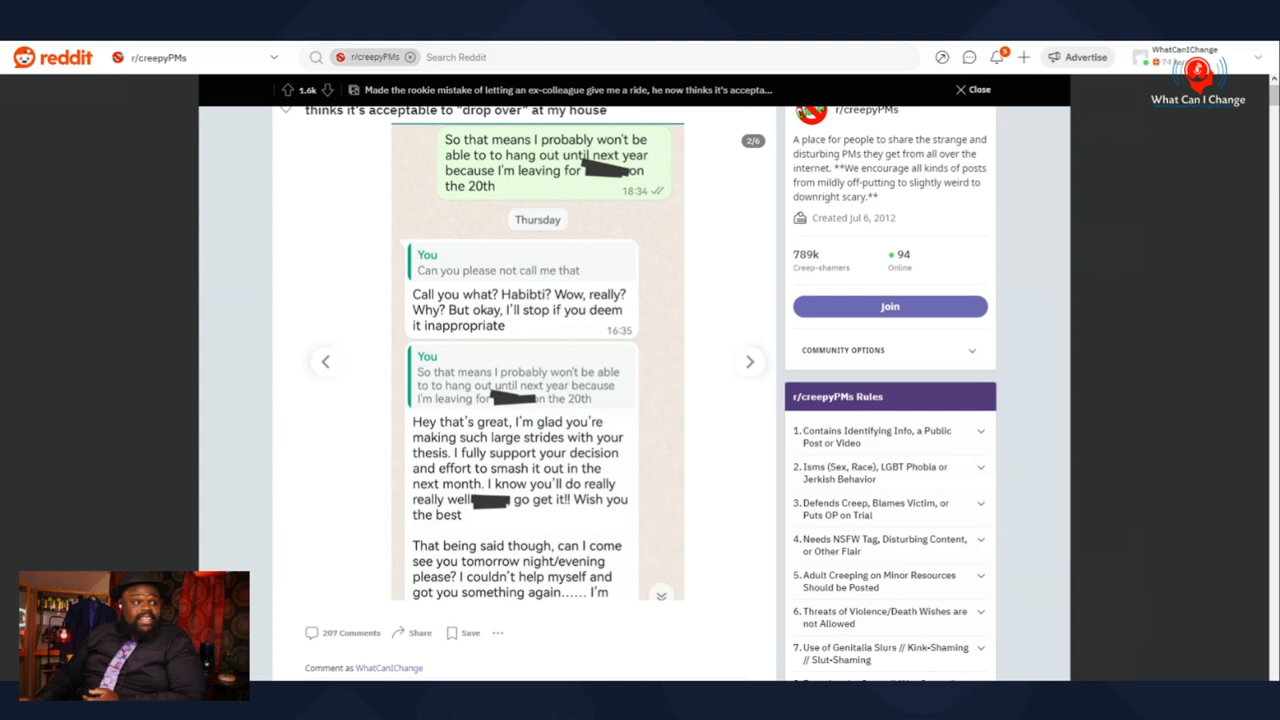 reddit
r/creepyPMs
r/creepyPMs
Search Reddit
5
Advertise
WhatCanIChange
What Can I Change
1.6k
Made the rookie mistake of letting an ex-colleague give me a ride, he now thinks it's accepta...
Close
thinks it's acceptable to "drop over" at my house
2/6
So that means I probably won't be
able to to hang out until next year
because I'm leaving for on
the 20th
18:34
Thursday
You
Can you please not call me that
Call you what? Habibti? Wow, really?
Why? But okay, I'll stop if you deem
it inappropriate
16:35
You
So that means I probably won't be able
to to hang out until next year because
I'm leaving for on the 20th
Hey that's great, I'm glad you're
making such large strides with your
thesis. I fully support your decision
and effort to smash it out in the
next month. I know you'll do really
really well go get it!! Wish you
the best
That being said though, can I come
see you tomorrow night/evening
please? I couldn't help myself and
got you something again...... I'm
207 Comments
Share
Save
Comment as WhatCanIChange
r/creepyPMs
A place for people to share the strange and
disturbing PMs they get from all over the
internet. **We encourage all kinds of posts
from mildly off-putting to slightly weird to
downright scary.**
Created Jul 6, 2012
789k
Creep-shamers
94
Online
Join
COMMUNITY OPTIONS
r/creepyPMs Rules
1. Contains Identifying Info, a Public
Post or Video
2. Isms (Sex, Race), LGBT Phobia or
Jerkish Behavior
3. Defends Creep, Blames Victim, or
Puts OP on Trial
4. Needs NSFW Tag, Disturbing Content,
or Other Flair
5. Adult Creeping on Minor Resources
Should be Posted
6. Threats of Violence/Death Wishes are
not Allowed
7. Use of Genitalia Slurs // Kink-Shaming
// Slut-Shaming